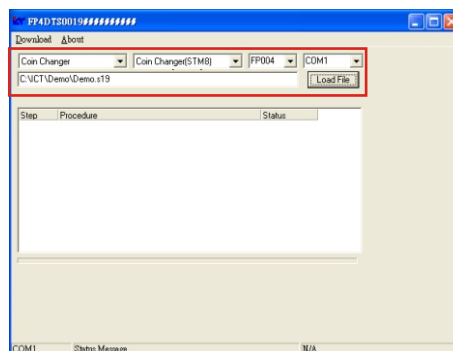 ICT FP4DTS0019##########
Download About
Coin Changer Coin Changer(STM8) FP004 COM1
C:\ICT\Demo\Demo.s19 Load File
Step Procedure Status
COM1 Status Message N/A